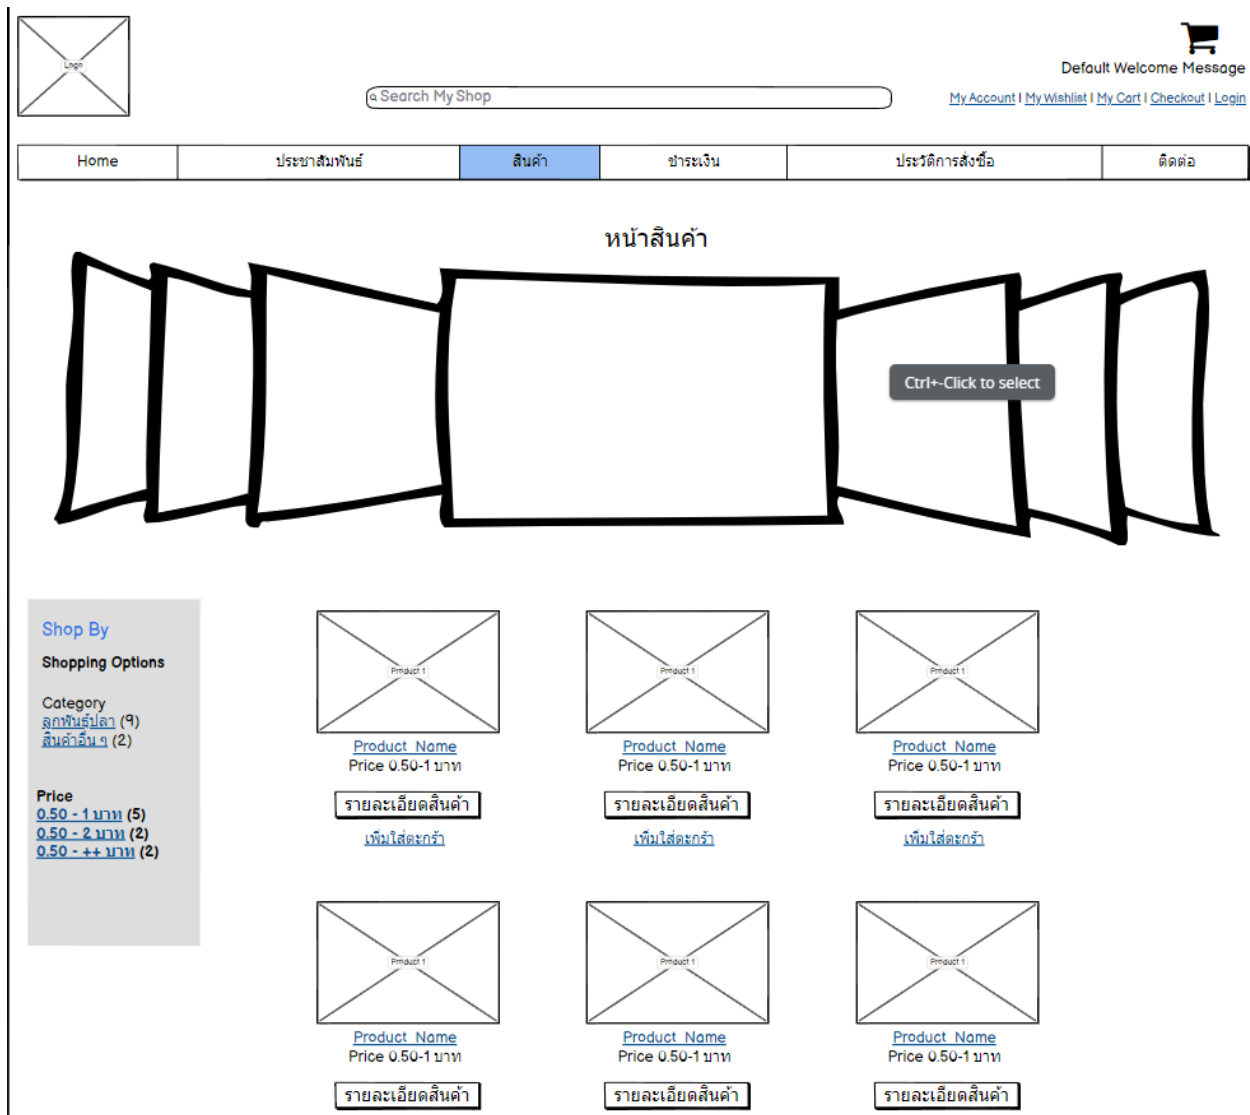 Logo
Default Welcome Message
Search My Shop
My Account | My Wishlist | My Cart | Checkout | Login
Home ประชาสัมพันธ์ สินค้า ชำระเงิน ประวัติการสั่งซื้อ ติดต่อ
หน้าสินค้า
Ctrl+-Click to select
Shop By
Shopping Options
Category
ลูกพันธุ์ปลา (9)
สินค้าอื่น ๆ (2)
Price
0.50 - 1 บาท (5)
0.50 - 2 บาท (2)
0.50 - ++ บาท (2)
Product 1 Product 1 Product 1
Product Name Product Name Product Name
Price 0.50-1 บาท Price 0.50-1 บาท Price 0.50-1 บาท
รายละเอียดสินค้า รายละเอียดสินค้า รายละเอียดสินค้า
เพิ่มใส่ตะกร้า เพิ่มใส่ตะกร้า เพิ่มใส่ตะกร้า
Product 1 Product 1 Product 1
Product Name Product Name Product Name
Price 0.50-1 บาท Price 0.50-1 บาท Price 0.50-1 บาท
รายละเอียดสินค้า รายละเอียดสินค้า รายละเอียดสินค้า